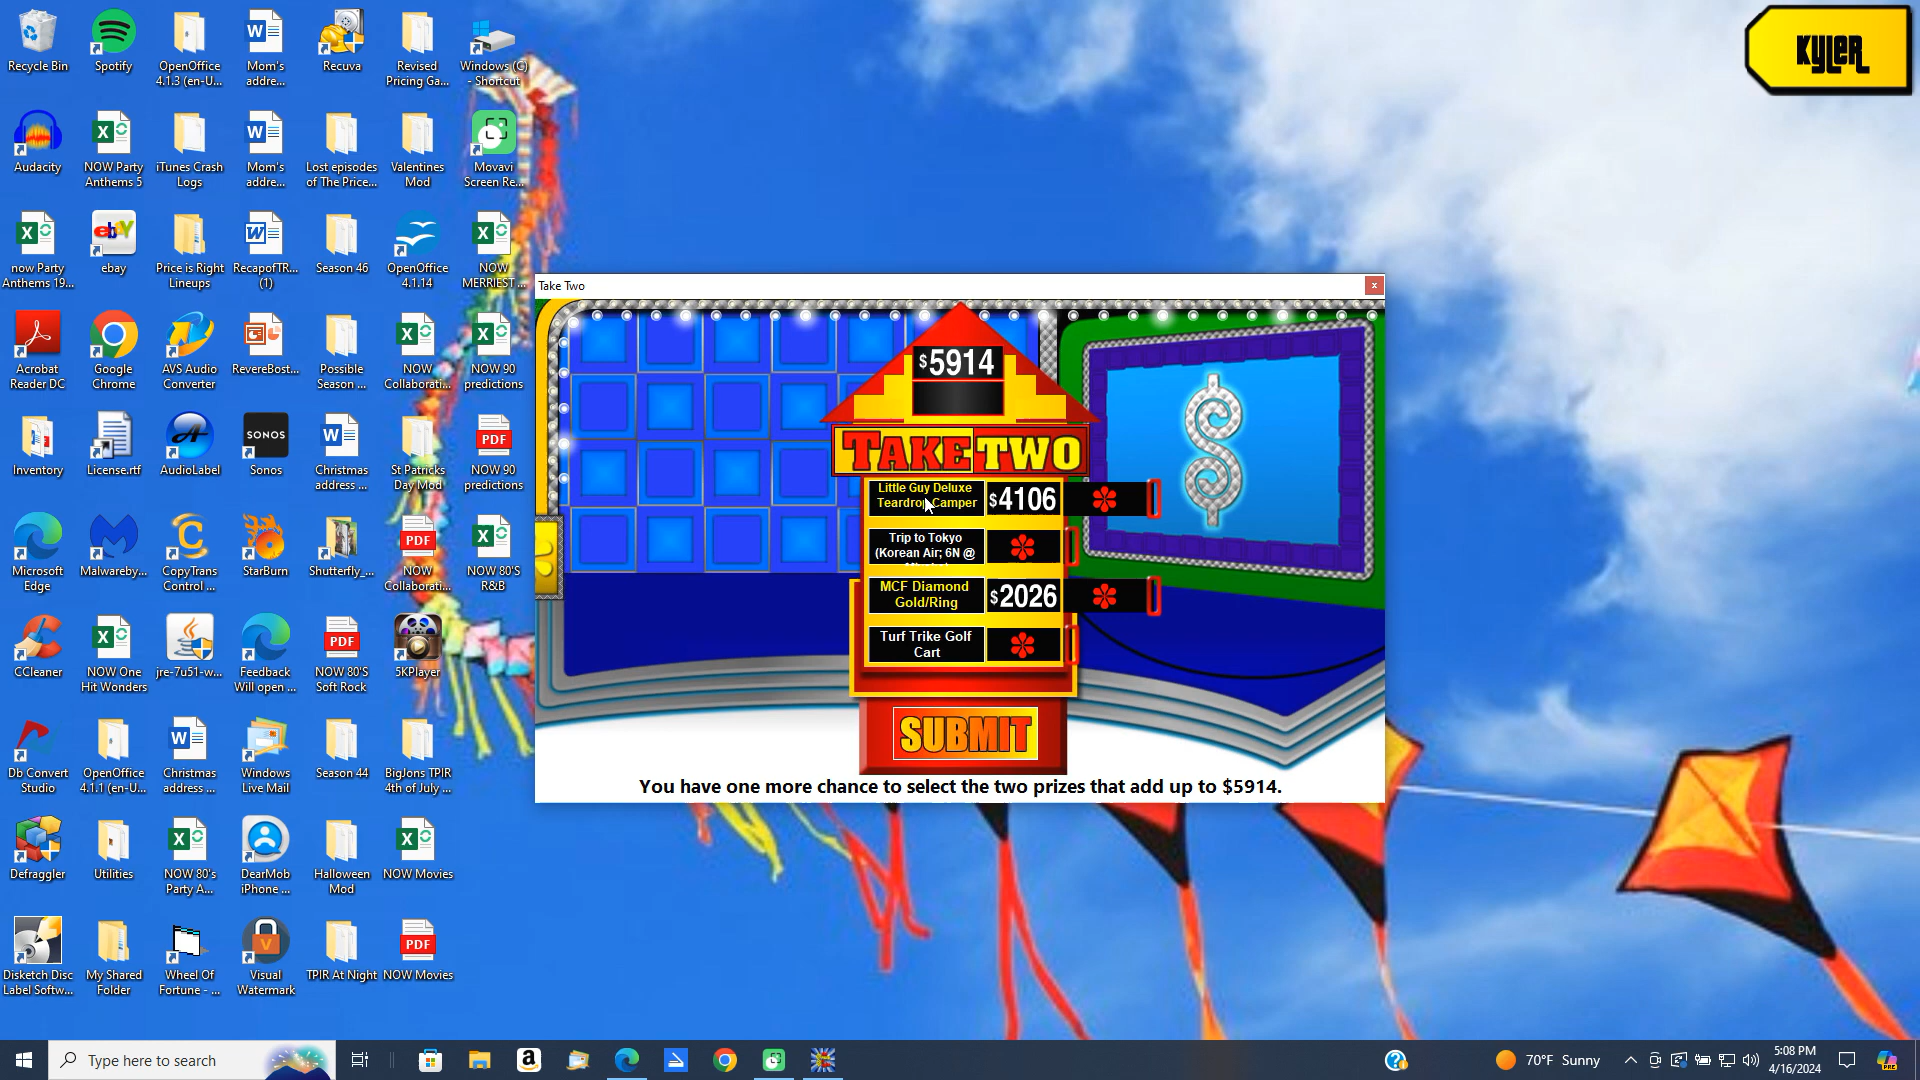 Recycle Bin
Spotify
OpenOffice
4.1.3 (en-U...
Mom's
addre...
Recuva
Revised
Pricing Ga...
Windows (C)
- Shortcut
KYLER
Audacity
NOW Party
Anthems 5
iTunes Crash
Logs
Mom's
addre...
Lost episodes
of The Price...
Valentines
Mod
Movavi
Screen Re...
now Party
Anthems 19...
ebay
Price is Right
Lineups
RecapofTR...
(1)
Season 46
OpenOffice
4.1.14
NOW
MERRIEST ...
Take Two
x
$5914
TAKE TWO
Little Guy Deluxe
Teardrop Camper
$4106
Trip to Tokyo
(Korean Air; 6N @
MCF Diamond
Gold/Ring
$2026
Turf Trike Golf
Cart
SUBMIT
You have one more chance to select the two prizes that add up to $5914.
Acrobat
Reader DC
Google
Chrome
AVS Audio
Converter
RevereBost...
Possible
Season ...
NOW
Collaborati...
NOW 90
predictions
Inventory
License.rtf
AudioLabel
SONOS
Sonos
Christmas
address ...
St Patricks
Day Mod
PDF
NOW 90
predictions
Microsoft
Edge
Malwareby...
CopyTrans
Control ...
StarBurn
Shutterfly_...
PDF
NOW
Collaborati...
NOW 80'S
R&B
CCleaner
NOW One
Hit Wonders
jre-7u51-w...
Feedback
Will open ...
PDF
NOW 80'S
Soft Rock
5KPlayer
Db Convert
Studio
OpenOffice
4.1.1 (en-U...
Christmas
address ...
Windows
Live Mail
Season 44
BigJons TPIR
4th of July ...
Defraggler
Utilities
NOW 80's
Party A...
DearMob
iPhone ...
Halloween
Mod
NOW Movies
Disketch Disc
Label Softw...
My Shared
Folder
Wheel Of
Fortune - ...
Visual
Watermark
TPIR At Night
PDF
NOW Movies
Type here to search
70°F Sunny
5:08 PM
4/16/2024